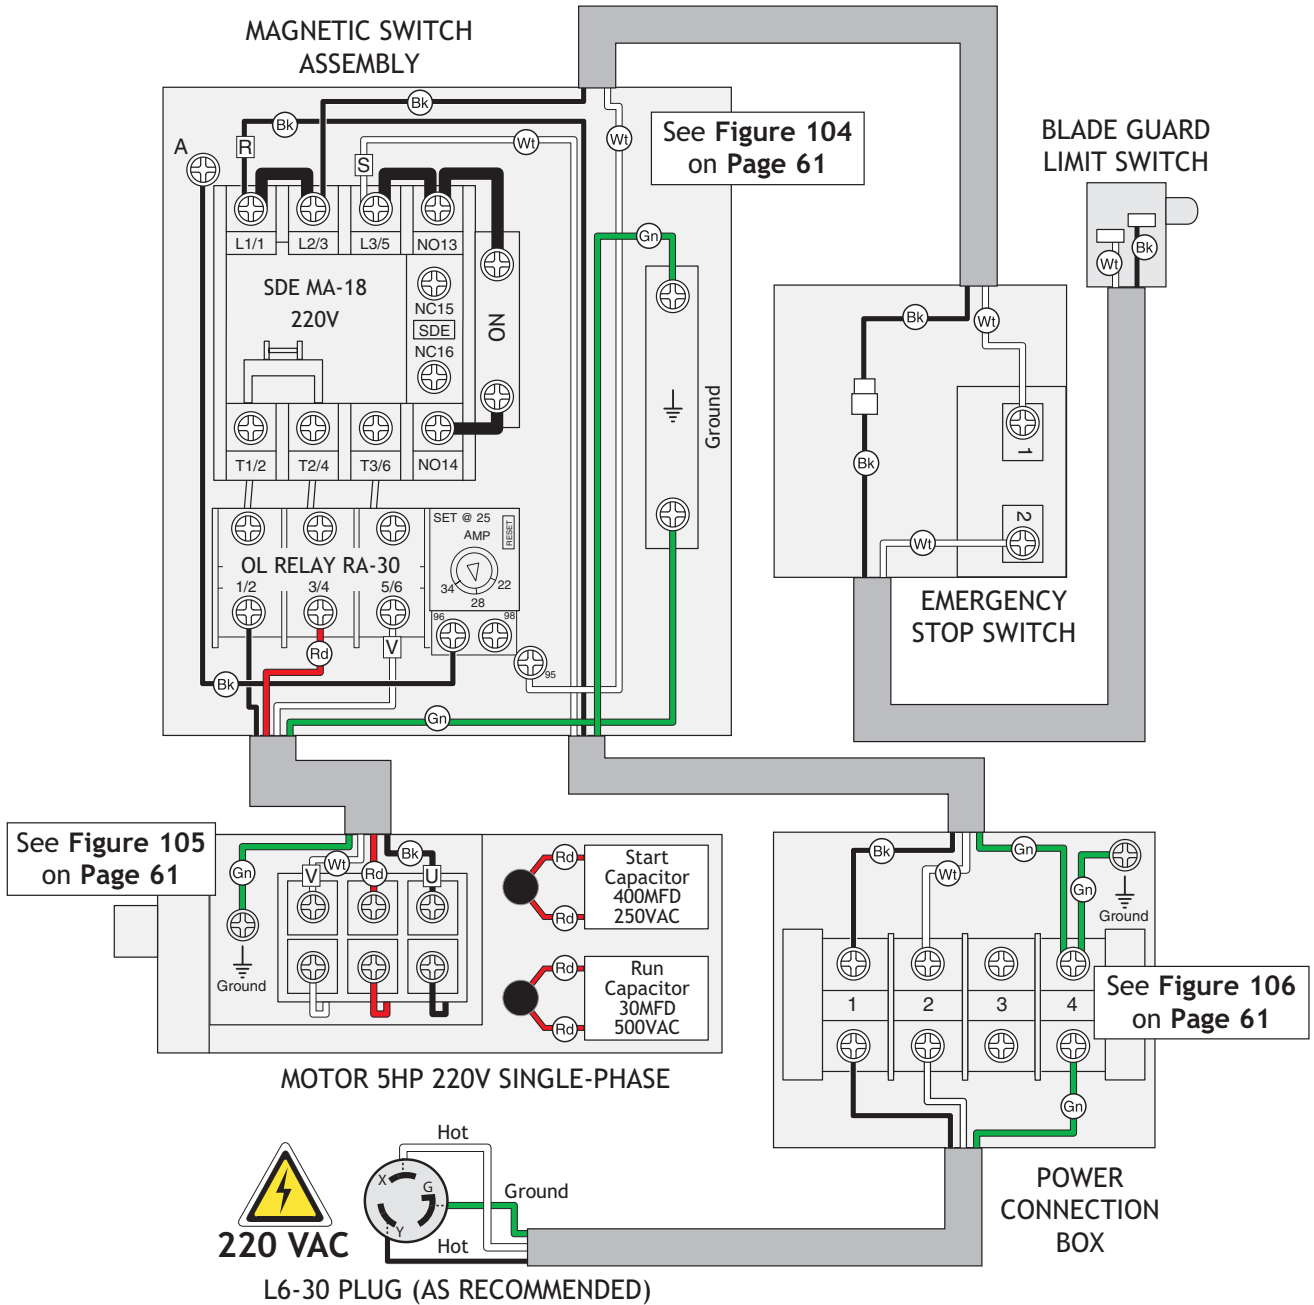 MAGNETIC SWITCH
ASSEMBLY
Bk
Bk
Wt
Wt
See Figure 104
on Page 61
BLADE GUARD
LIMIT SWITCH
A
R
S
L1/1
L2/3
L3/5
NO13
Gn
Wt
Bk
SDE MA-18
220V
NC15
SDE
NC16
NO
Bk
Wt
Ground
1
Bk
T1/2
T2/4
T3/6
NO14
SET @ 25
AMP
RESET
2
Wt
OL RELAY RA-30
1/2
3/4
5/6
34
22
28
96
98
95
EMERGENCY
STOP SWITCH
Rd
V
Bk
Gn
See Figure 105
on Page 61
Gn
Wt
Bk
V
Rd
U
Ground
Rd
Start
Capacitor
400MFD
250VAC
Rd
Rd
Run
Capacitor
30MFD
500VAC
Rd
Bk
Wt
Gn
Gn
Ground
1
2
3
4
See Figure 106
on Page 61
Gn
MOTOR 5HP 220V SINGLE-PHASE
Hot
X
G
Y
Ground
Hot
220 VAC
L6-30 PLUG (AS RECOMMENDED)
POWER
CONNECTION
BOX